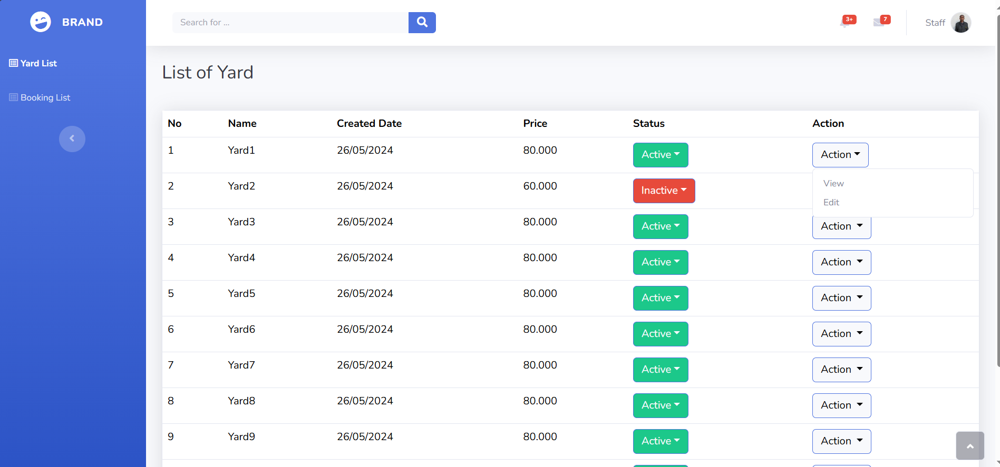 BRAND
Search for ...
3+
7
Staff
Yard List
Booking List
List of Yard
No Name Created Date Price Status Action
1 Yard1 26/05/2024 80.000 Active Action
View
Edit
2 Yard2 26/05/2024 60.000 Inactive
3 Yard3 26/05/2024 80.000 Active Action
4 Yard4 26/05/2024 80.000 Active Action
5 Yard5 26/05/2024 80.000 Active Action
6 Yard6 26/05/2024 80.000 Active Action
7 Yard7 26/05/2024 80.000 Active Action
8 Yard8 26/05/2024 80.000 Active Action
9 Yard9 26/05/2024 80.000 Active Action